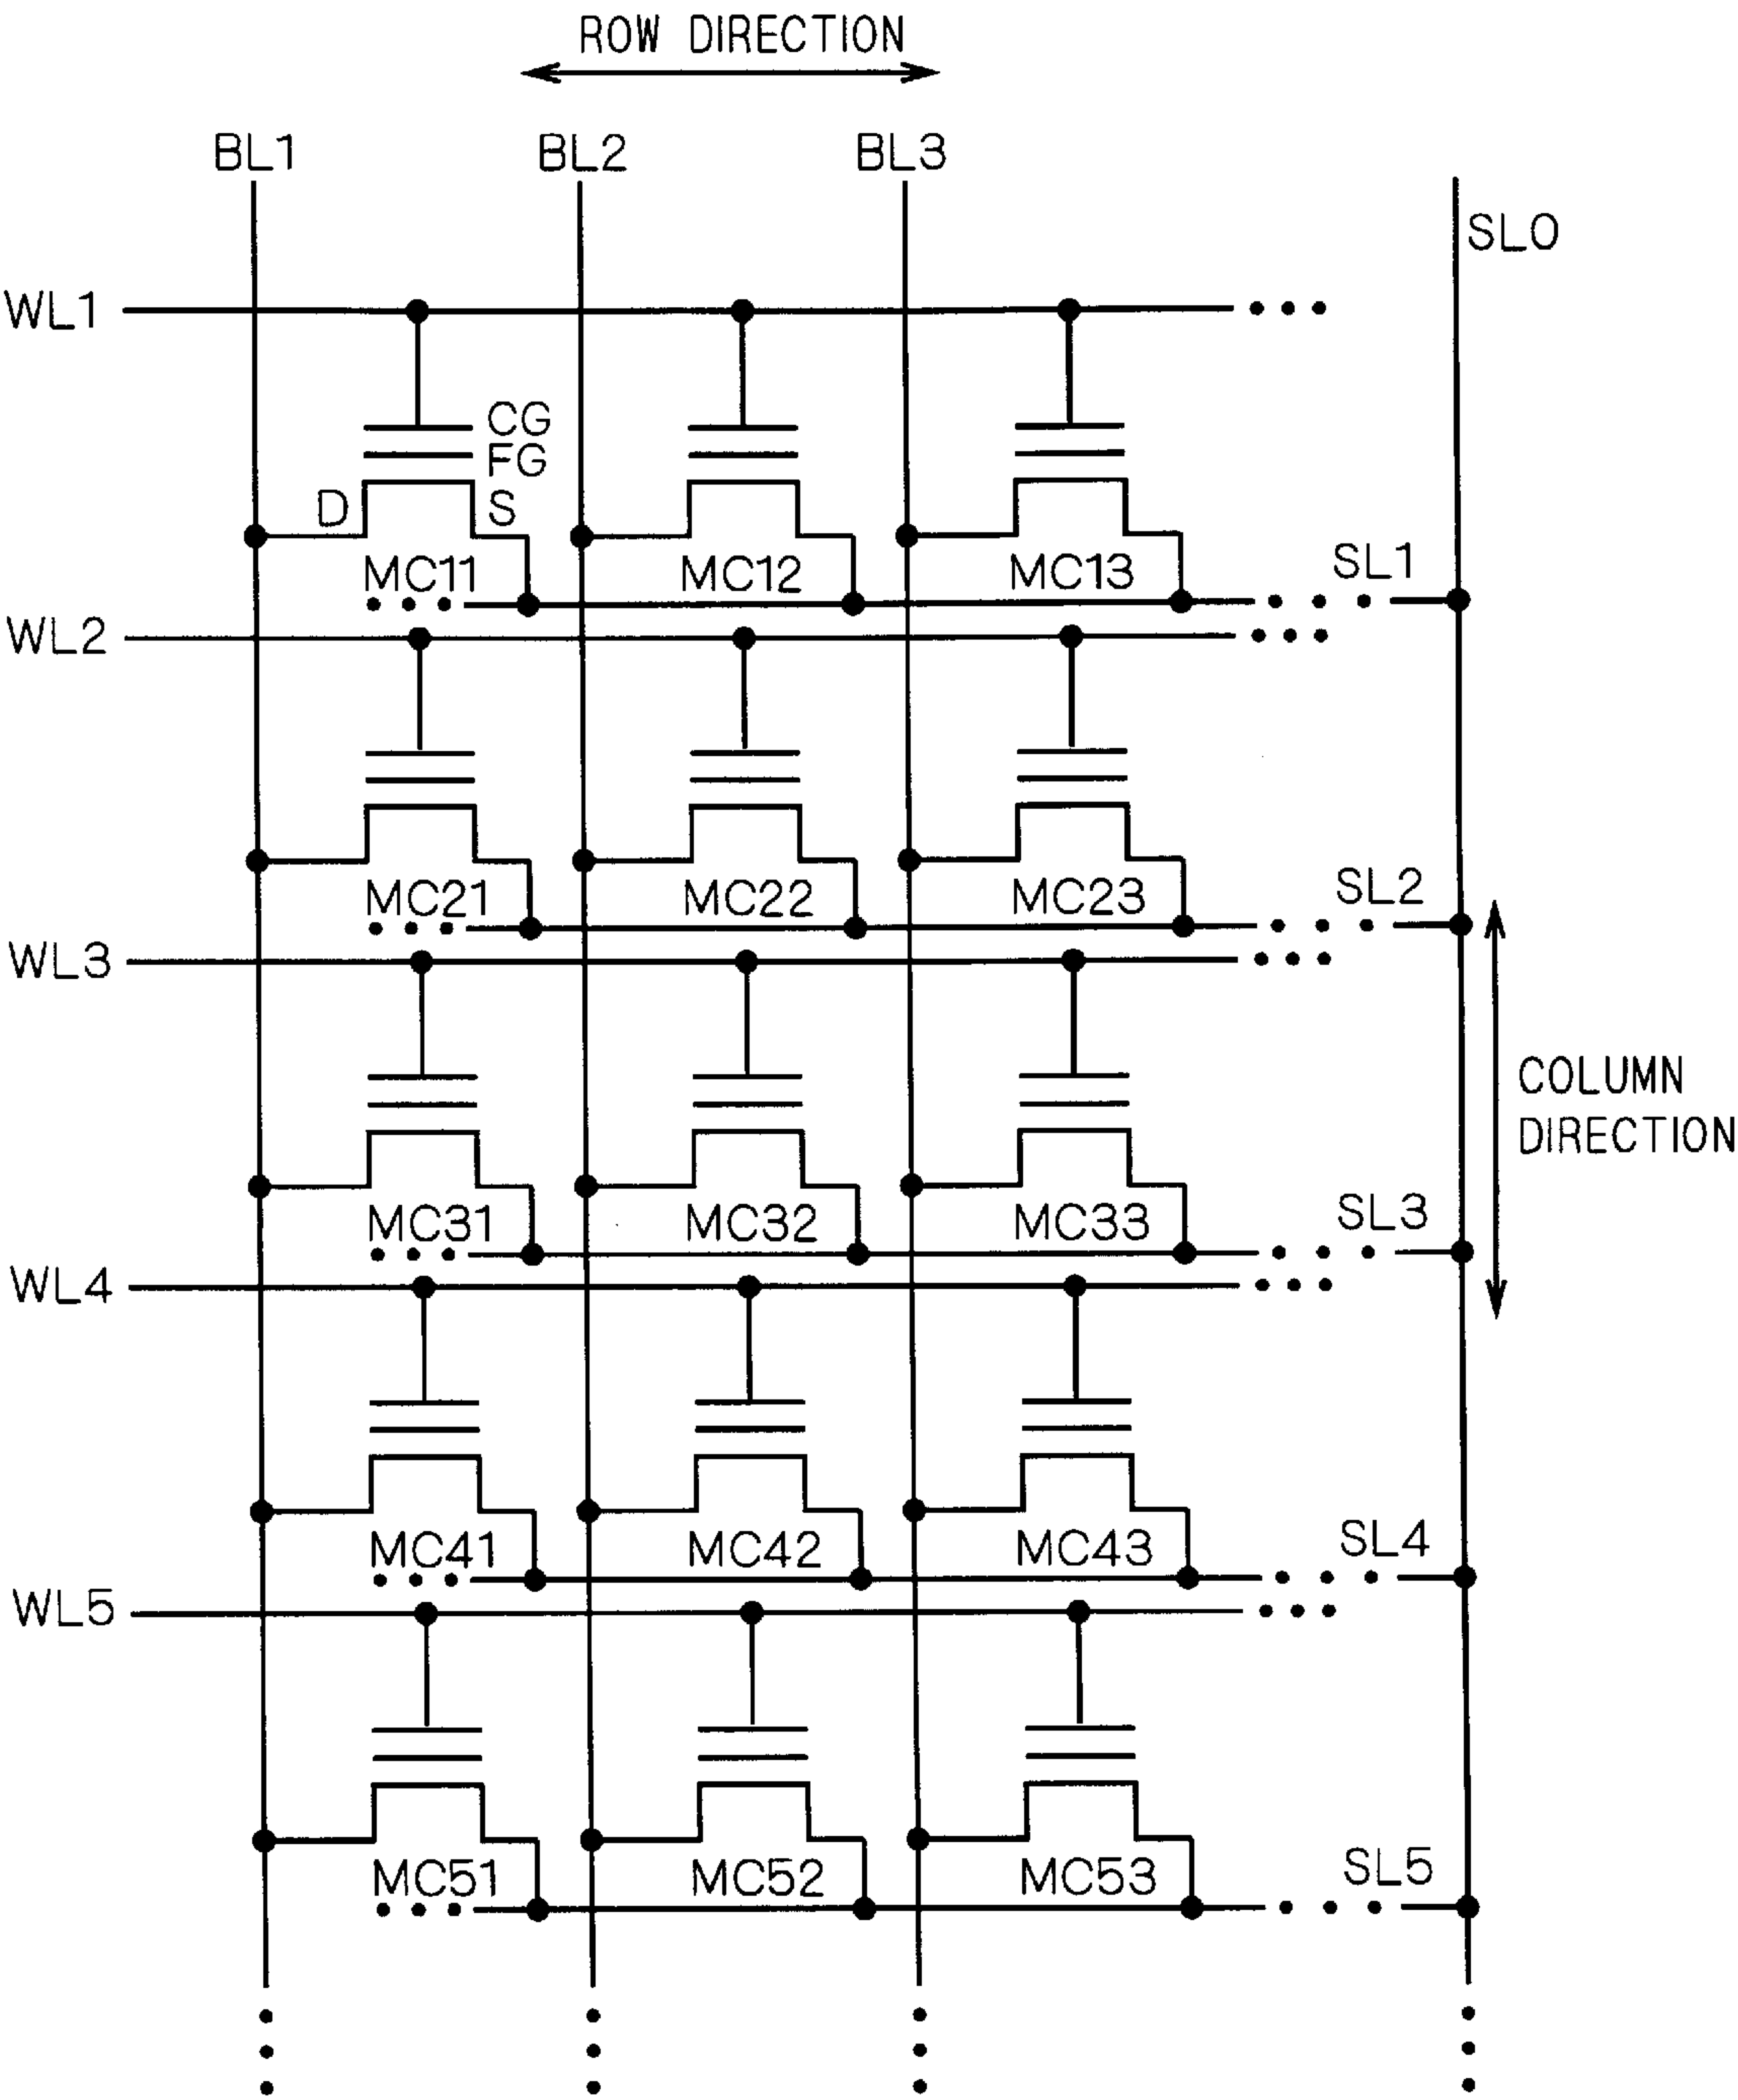 ROW DIRECTION
BL1
BL2
BL3
SL0
WL1
CG
FG
D
S
MC11
MC12
MC13
SL1
WL2
MC21
MC22
MC23
SL2
WL3
COLUMN
DIRECTION
MC31
MC32
MC33
SL3
WL4
MC41
MC42
MC43
SL4
WL5
MC51
MC52
MC53
SL5